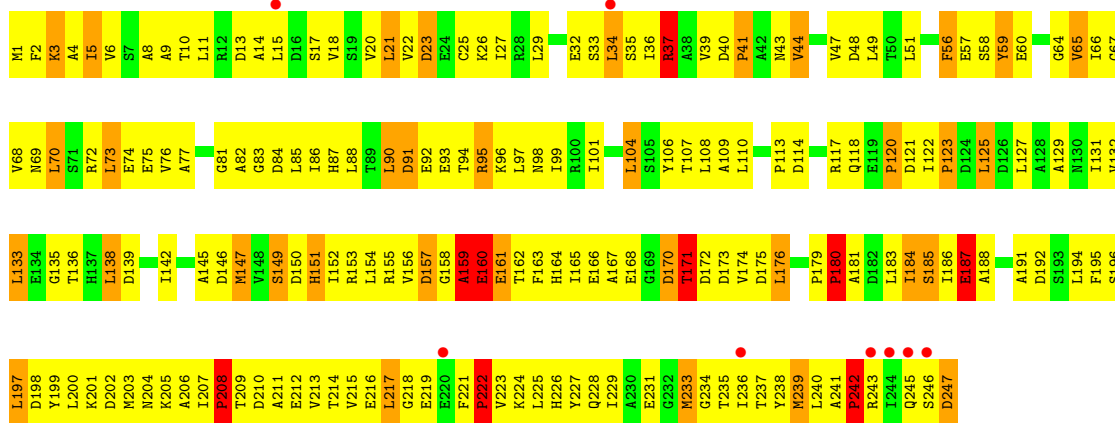 M1 F2 K3 A4 I5 V6 S7 A8 A9 T10 L11 R12 D13 A14 L15 D16 S17 V18 S19 V20 L21 V22 D23 E24 C25 K26 I27 R28 L29 E32 S33 L34 S35 I36 R37 A38 V39 D40 P41 A42 N43 V44 V47 D48 L49 T50 L51 F56 E57 S58 Y59 E60 G64 V65 I66 G67
V68 N69 L70 S71 R72 L73 E74 E75 V76 A77 G81 A82 G83 D84 L85 I86 H87 L88 T89 L90 D91 E92 E93 T94 R95 K96 L97 N98 I99 R100 I101 L104 S105 Y106 T107 L108 A109 L110 P113 D114 R117 Q118 E119 P120 D121 I122 P123 D124 L125 D126 L127 A128 A129 N130 I131 V132
L133 E134 G135 T136 H137 L138 D139 I142 A145 D146 M147 V148 S149 D150 H151 I152 R153 L154 R155 V156 D157 G158 A159 E160 E161 T162 F163 H164 I165 E166 A167 E168 G169 D170 T171 D172 D173 V174 D175 L176 P179 P180 A181 D182 L183 I184 S185 I186 E187 A188 A191 D192 S193 L194 F195 S196
L197 D198 Y199 L200 K201 D202 M203 N204 K205 A206 I207 P208 T209 D210 A211 E212 V213 T214 V215 E216 L217 G218 E219 E220 F221 P222 V223 K224 L225 H226 Y227 Q228 I229 A230 E231 G232 M233 G234 T235 I236 T237 Y238 M239 L240 A241 P242 R243 I244 Q245 S246 D247